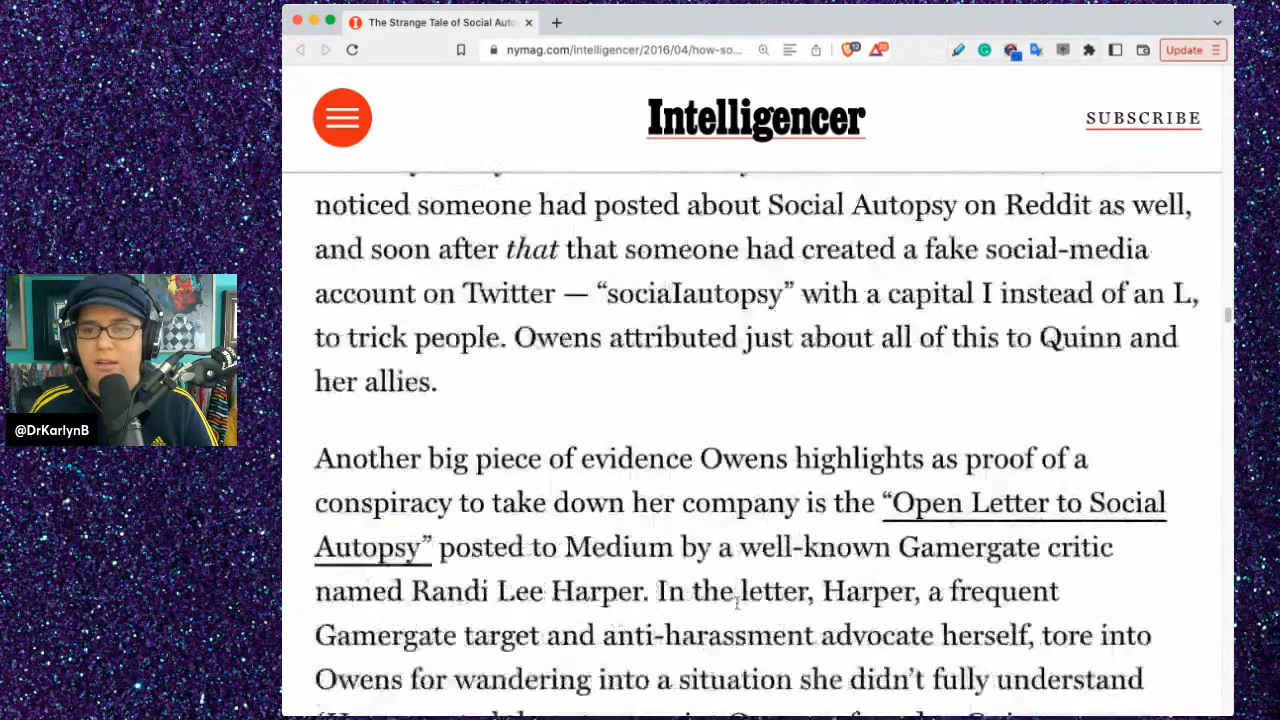 The Strange Tale of Social Auto
nymag.com/intelligencer/2016/04/how-so...
Update
Intelligencer
SUBSCRIBE
noticed someone had posted about Social Autopsy on Reddit as well,
and soon after that that someone had created a fake social-media
account on Twitter — “sociaIautopsy” with a capital I instead of an L,
to trick people. Owens attributed just about all of this to Quinn and
her allies.
Another big piece of evidence Owens highlights as proof of a
conspiracy to take down her company is the “Open Letter to Social
Autopsy” posted to Medium by a well-known Gamergate critic
named Randi Lee Harper. In the letter, Harper, a frequent
Gamergate target and anti-harassment advocate herself, tore into
Owens for wandering into a situation she didn’t fully understand
@DrKarlynB